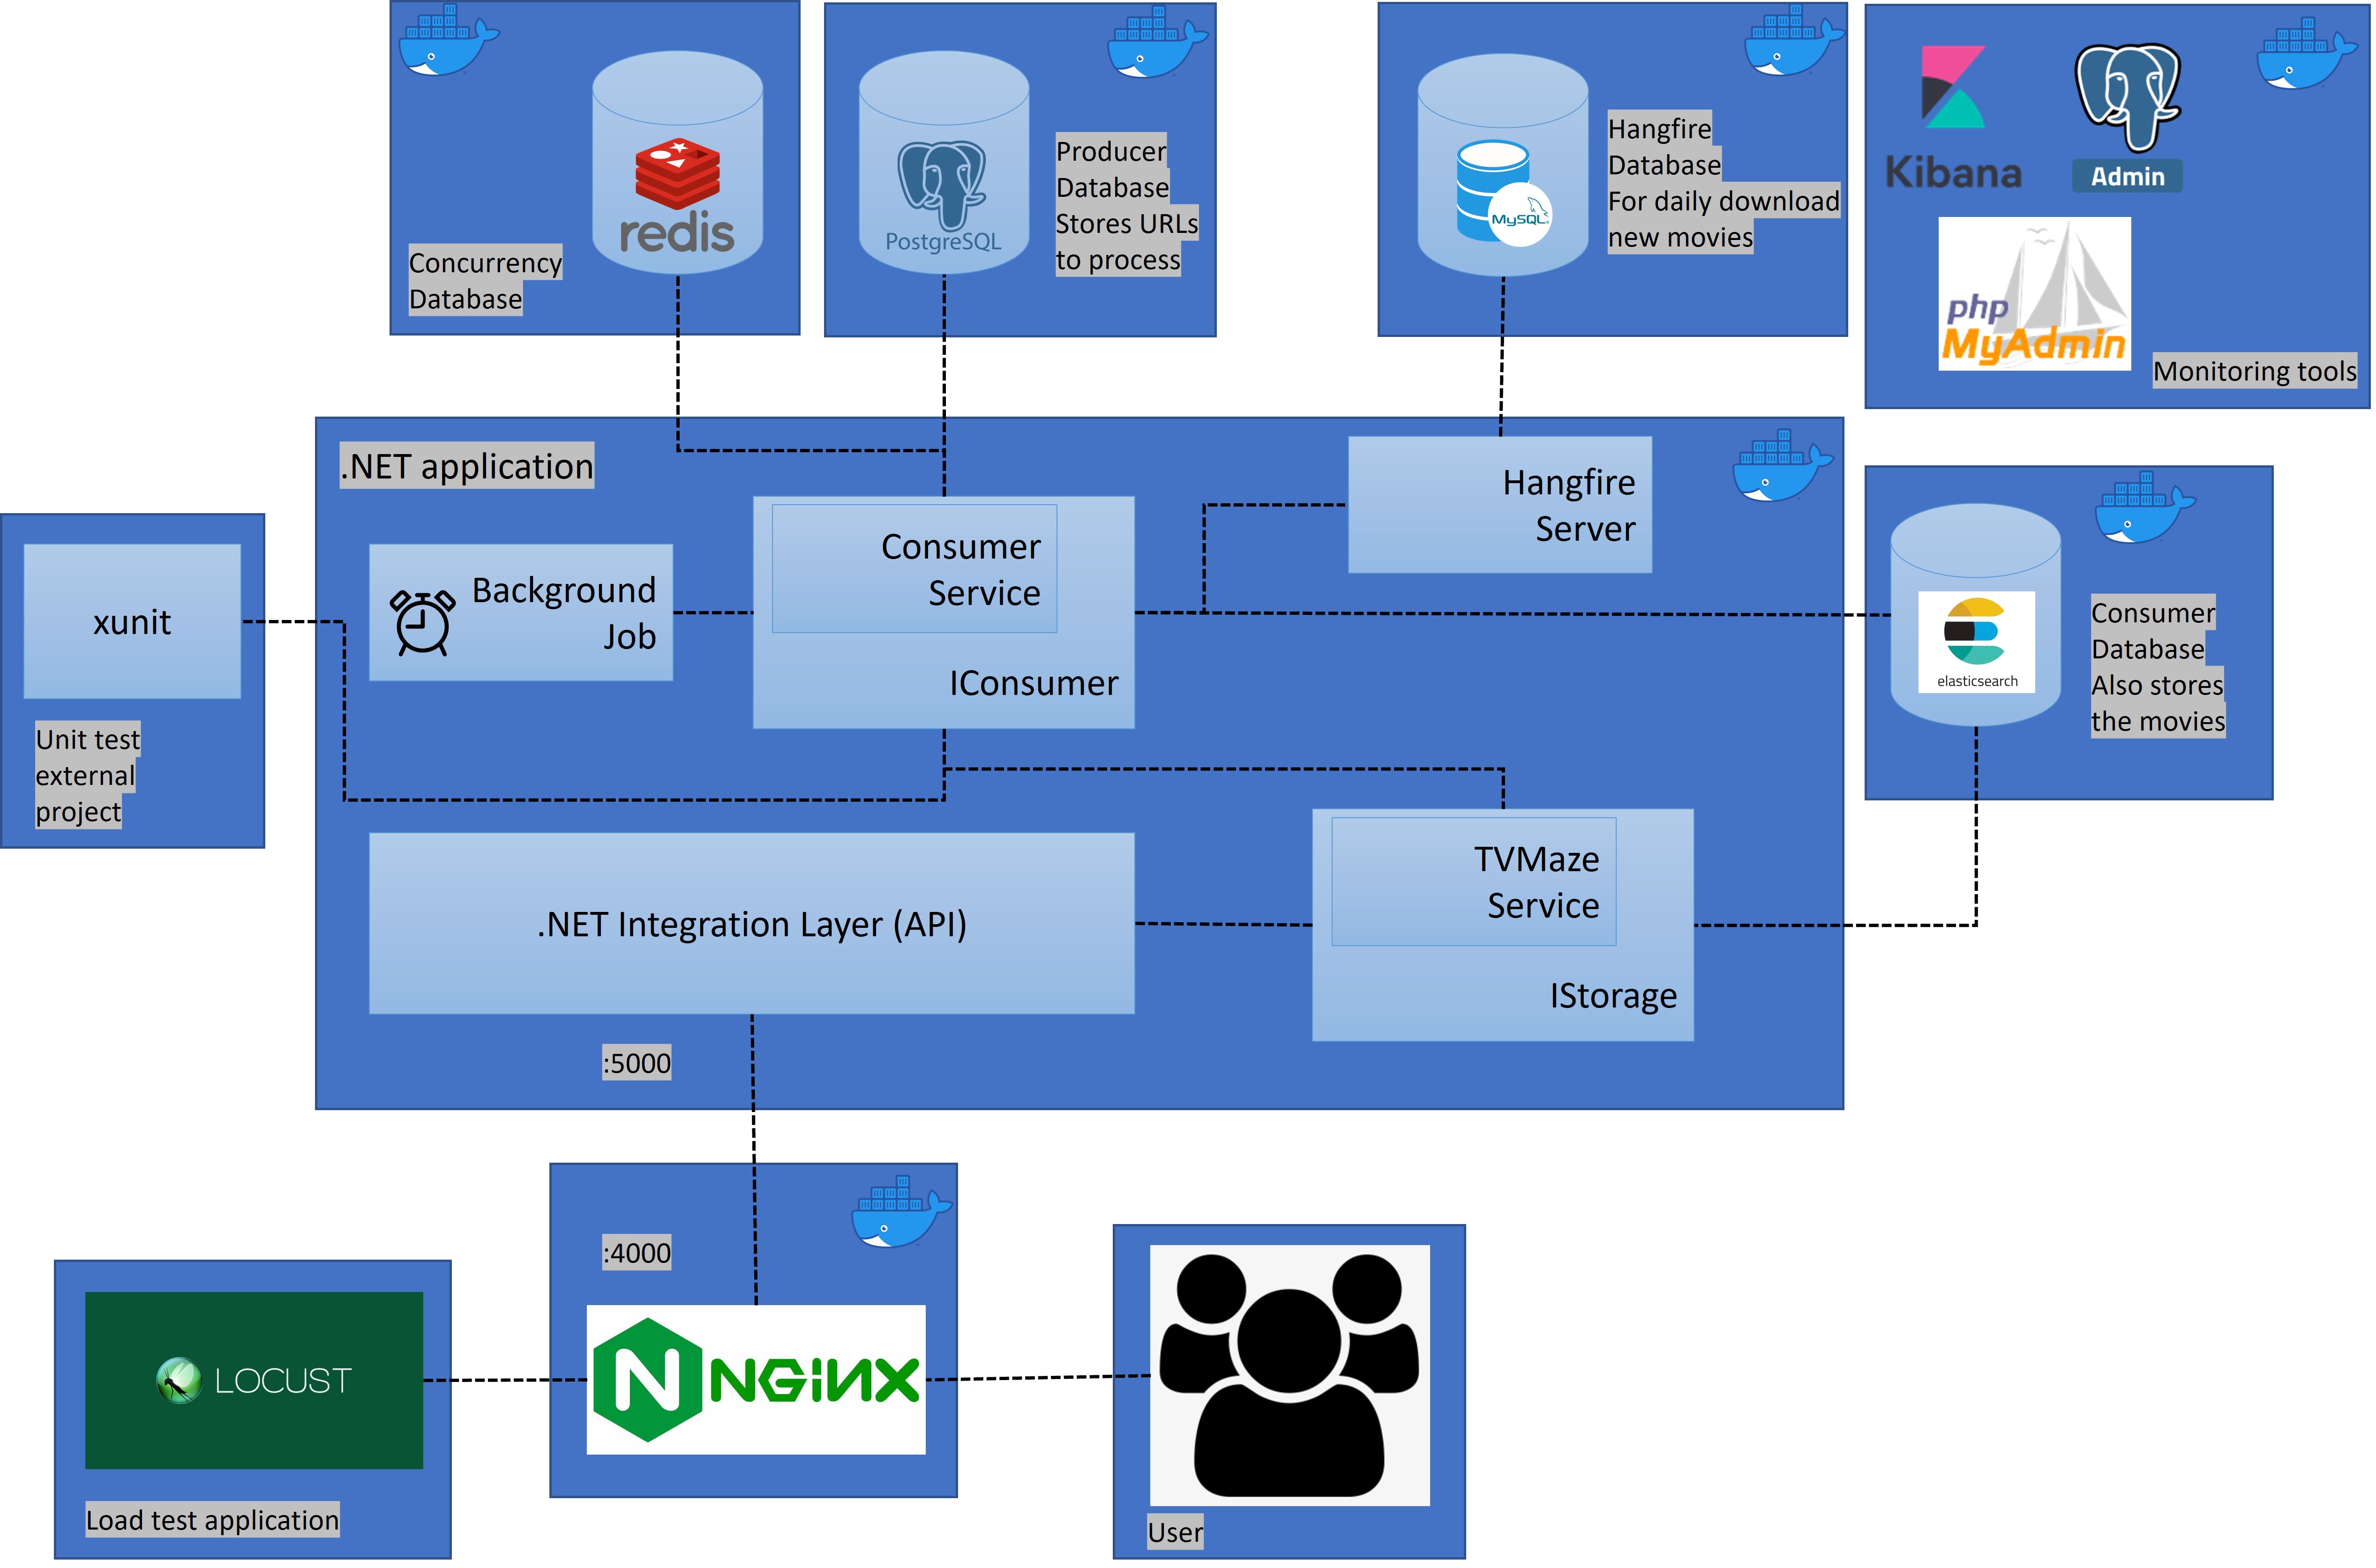 redis
Concurrency
Database
PostgreSQL
Producer
Database
Stores URLs
to process
MySQL
Hangfire
Database
For daily download
new movies
Kibana
Admin
php
MyAdmin
Monitoring tools
.NET application
Hangfire
Server
Consumer
Service
IConsumer
Background
Job
xunit
Unit test
external
project
elasticsearch
Consumer
Database
Also stores
the movies
TVMaze
Service
IStorage
.NET Integration Layer (API)
:5000
:4000
LOCUST
Load test application
N
NGiNX
User